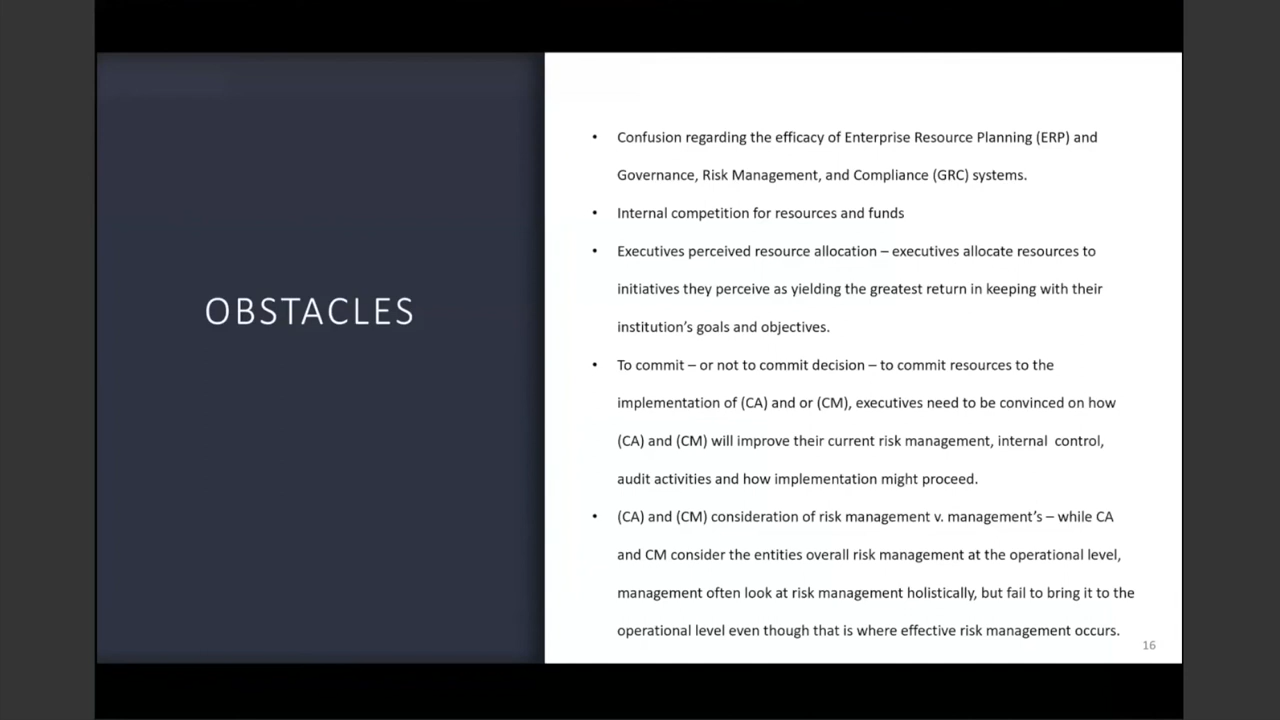 OBSTACLES
• Confusion regarding the efficacy of Enterprise Resource Planning (ERP) and
Governance, Risk Management, and Compliance (GRC) systems.
• Internal competition for resources and funds
• Executives perceived resource allocation – executives allocate resources to
initiatives they perceive as yielding the greatest return in keeping with their
institution’s goals and objectives.
• To commit – or not to commit decision – to commit resources to the
implementation of (CA) and or (CM), executives need to be convinced on how
(CA) and (CM) will improve their current risk management, internal  control,
audit activities and how implementation might proceed.
• (CA) and (CM) consideration of risk management v. management’s – while CA
and CM consider the entities overall risk management at the operational level,
management often look at risk management holistically, but fail to bring it to the
operational level even though that is where effective risk management occurs.
16